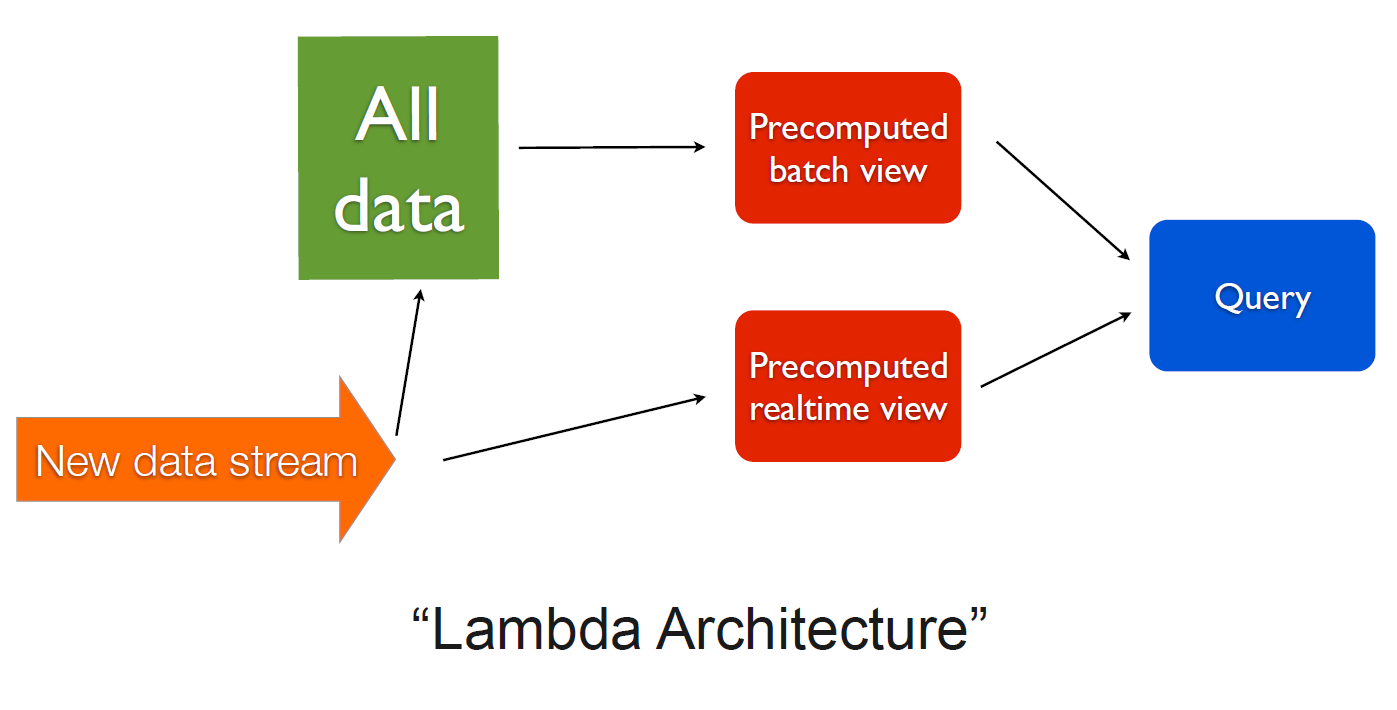 All
data
Precomputed
batch view
Query
Precomputed
realtime view
New data stream
“Lambda Architecture”